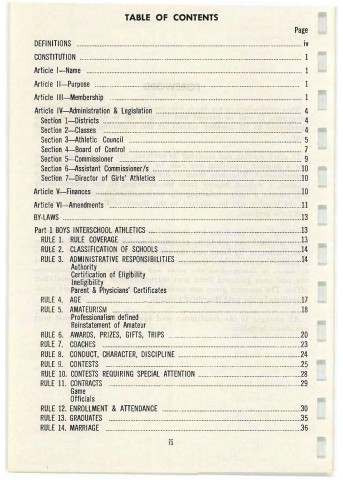 TABLE OF CONTENTS
Page
DEFINITIONS iv
CONSTITUTION 1
Article I—Name 1
Article II—Purpose 1
Article III—Membership 1
Article IV—Administration & Legislation 4
Section 1—Districts 4
Section 2—Classes 4
Section 3—Athletic Council 5
Section 4—Board of Control 7
Section 5—Commissioner 9
Section 6—Assistant Commissioner/s 10
Section 7—Director of Girls' Athletics 10
Article V—Finances 10
Article VI—Amendments 11
BY-LAWS 13
Part 1 BOYS INTERSCHOOL ATHLETICS 13
RULE 1. RULE COVERAGE 13
RULE 2. CLASSIFICATION OF SCHOOLS 14
RULE 3. ADMINISTRATIVE RESPONSIBILITIES 14
Authority
Certification of Eligibility
Ineligibility
Parent & Physicians' Certificates
RULE 4. AGE 17
RULE 5. AMATEURISM 18
Professionalism defined
Reinstatement of Amateur
RULE 6. AWARDS, PRIZES, GIFTS, TRIPS 20
RULE 7. COACHES 23
RULE 8. CONDUCT, CHARACTER, DISCIPLINE 24
RULE 9. CONTESTS 25
RULE 10. CONTESTS REQUIRING SPECIAL ATTENTION 28
RULE 11. CONTRACTS 29
Game
Officials
RULE 12. ENROLLMENT & ATTENDANCE 30
RULE 13. GRADUATES 35
RULE 14. MARRIAGE 36